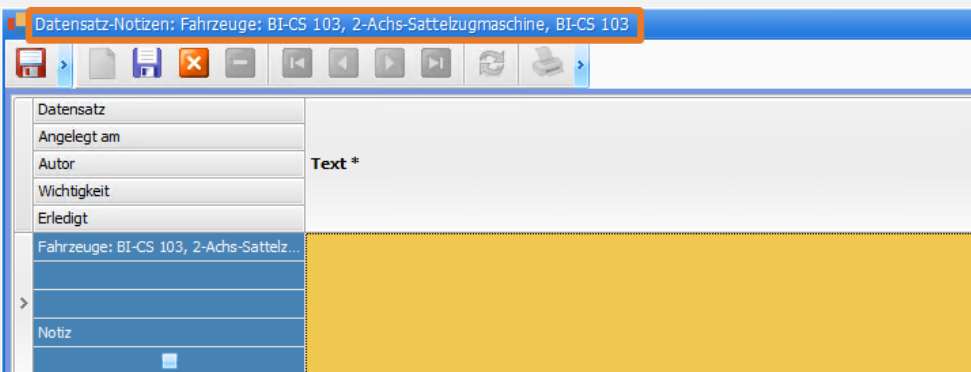 Datensatz-Notizen: Fahrzeuge: BI-CS 103, 2-Achs-Sattelzugmaschine, BI-CS 103
Datensatz
Angelegt am
Autor
Text *
Wichtigkeit
Erledigt
Fahrzeuge: BI-CS 103, 2-Achs-Sattelz...
Notiz